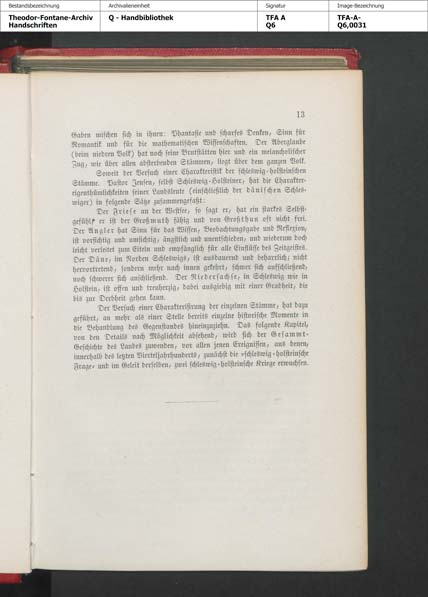 Bestandsbezeichnung
Theodor-Fontane-Archiv
Handschriften
Archivalieneinheit
Q - Handbibliothek
Signatur
TFA A
Q6
Image-Bezeichnung
TFA-A-
Q6,0031
13
Gaben mischen sich in ihnen: Phantasie und scharfes Denken, Sinn für
Romantik und für die mathematischen Wissenschaften. Der Aberglaube
(beim niedern Volk) hat noch seine Brutstätten hier und ein melancholischer
Zug, wie über allen absterbenden Stämmen, liegt über dem ganzen Volk.
Soweit der Versuch einer Charakteristik der schleswig-holsteinischen
Stämme. Pastor Jensen, selbst Schleswig-Holsteiner, hat die Charakter-
eigenthümlichkeiten seiner Landsleute (einschließlich der dänischen Schles-
wiger) in folgende Sätze zusammengefaßt:
Der Friese an der Westsee, so sagt er, hat ein starkes Selbst-
gefühl, er ist der Großmuth fähig und von Großthun oft nicht frei.
Der Angler hat Sinn für das Wissen, Beobachtungsgabe und Reflexion,
ist vorsichtig und umsichtig, ängstlich und unentschieden, und wiederum doch
leicht verleitet zum Eiteln und empfänglich für alle Einflüsse des Zeitgeistes.
Der Däne, im Norden Schleswigs, ist ausdauernd und beharrlich; nicht
hervortretend, sondern mehr nach innen gekehrt, schwer sich aufschließend,
noch schwerer sich anschließend. Der Niedersachse, in Schleswig wie in
Holstein, ist offen und treuherzig, dabei ausgiebig mit einer Gradheit, die
bis zur Derbheit gehen kann.
Der Versuch einer Charakterisirung der einzelnen Stämme, hat dazu
geführt, an mehr als einer Stelle bereits einzelne historische Momente in
die Behandlung des Gegenstandes hineinzuziehn. Das folgende Kapitel,
von den Details nach Möglichkeit absehend, wird sich der Gesammt-
Geschichte des Landes zuwenden, vor allen jenen Ereignissen, aus denen,
innerhalb des letzten Vierteljahrhunderts, zunächst die »schleswig-holsteinsche
Frage« und im Geleit derselben, zwei schleswig-holsteinsche Kriege erwuchsen.